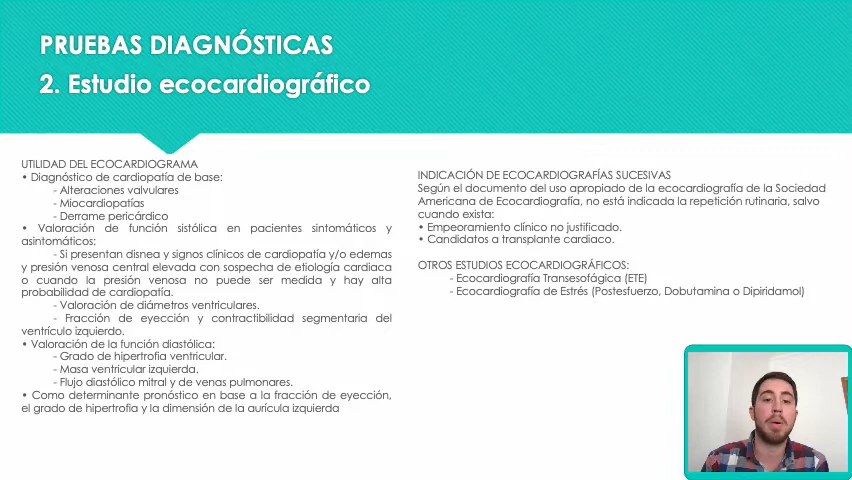 PRUEBAS DIAGNÓSTICAS
2. Estudio ecocardiográfico
UTILIDAD DEL ECOCARDIOGRAMA
• Diagnóstico de cardiopatía de base:
- Alteraciones valvulares
- Miocardiopatías
- Derrame pericárdico
• Valoración de función sistólica en pacientes sintomáticos y
asintomáticos:
- Si presentan disnea y signos clínicos de cardiopatía y/o edemas
y presión venosa central elevada con sospecha de etiología cardiaca
o cuando la presión venosa no puede ser medida y hay alta
probabilidad de cardiopatía.
- Valoración de diámetros ventriculares.
- Fracción de eyección y contractibilidad segmentaria del
ventrículo izquierdo.
• Valoración de la función diastólica:
- Grado de hipertrofia ventricular.
- Masa ventricular izquierda.
- Flujo diastólico mitral y de venas pulmonares.
• Como determinante pronóstico en base a la fracción de eyección,
el grado de hipertrofia y la dimensión de la aurícula izquierda
INDICACIÓN DE ECOCARDIOGRAFÍAS SUCESIVAS
Según el documento del uso apropiado de la ecocardiografía de la Sociedad
Americana de Ecocardiografía, no está indicada la repetición rutinaria, salvo
cuando exista:
• Empeoramiento clínico no justificado.
• Candidatos a transplante cardiaco.
OTROS ESTUDIOS ECOCARDIOGRÁFICOS:
- Ecocardiografía Transesofágica (ETE)
- Ecocardiografía de Estrés (Postesfuerzo, Dobutamina o Dipiridamol)